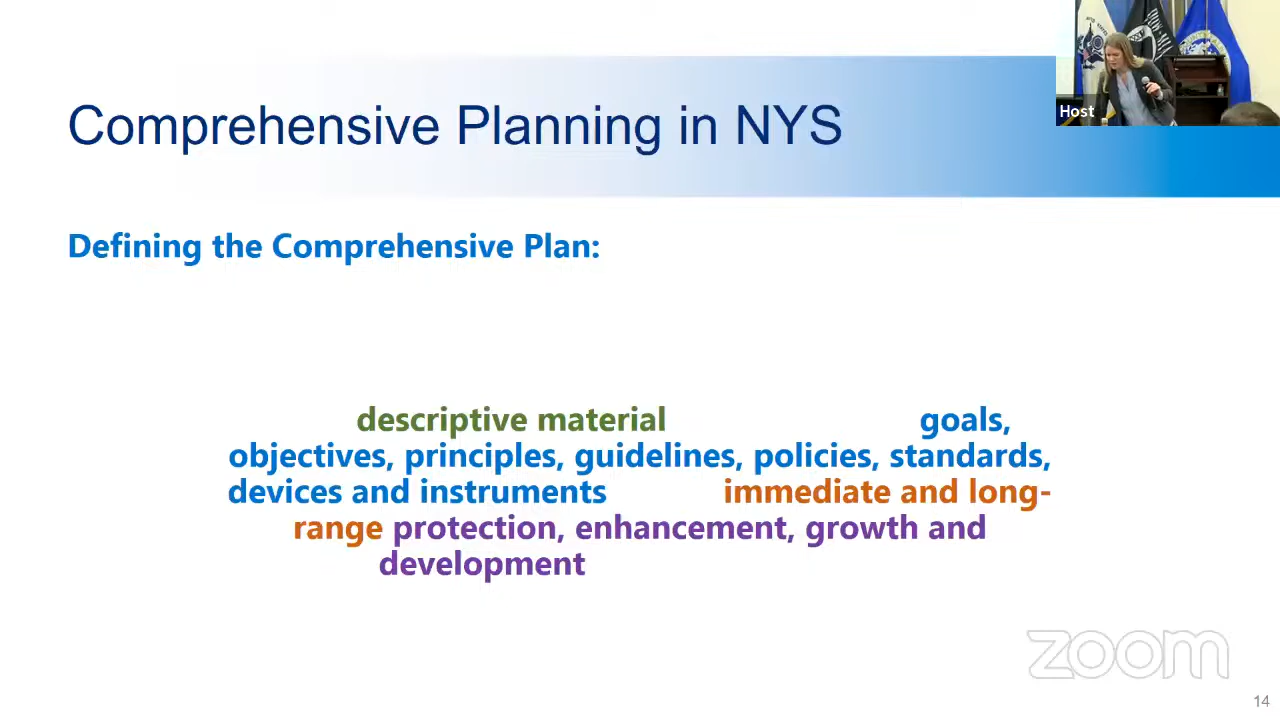 Comprehensive Planning in NYS
Host
Defining the Comprehensive Plan:
descriptive material goals,
objectives, principles, guidelines, policies, standards,
devices and instruments immediate and long-
range protection, enhancement, growth and
development
zoom
14